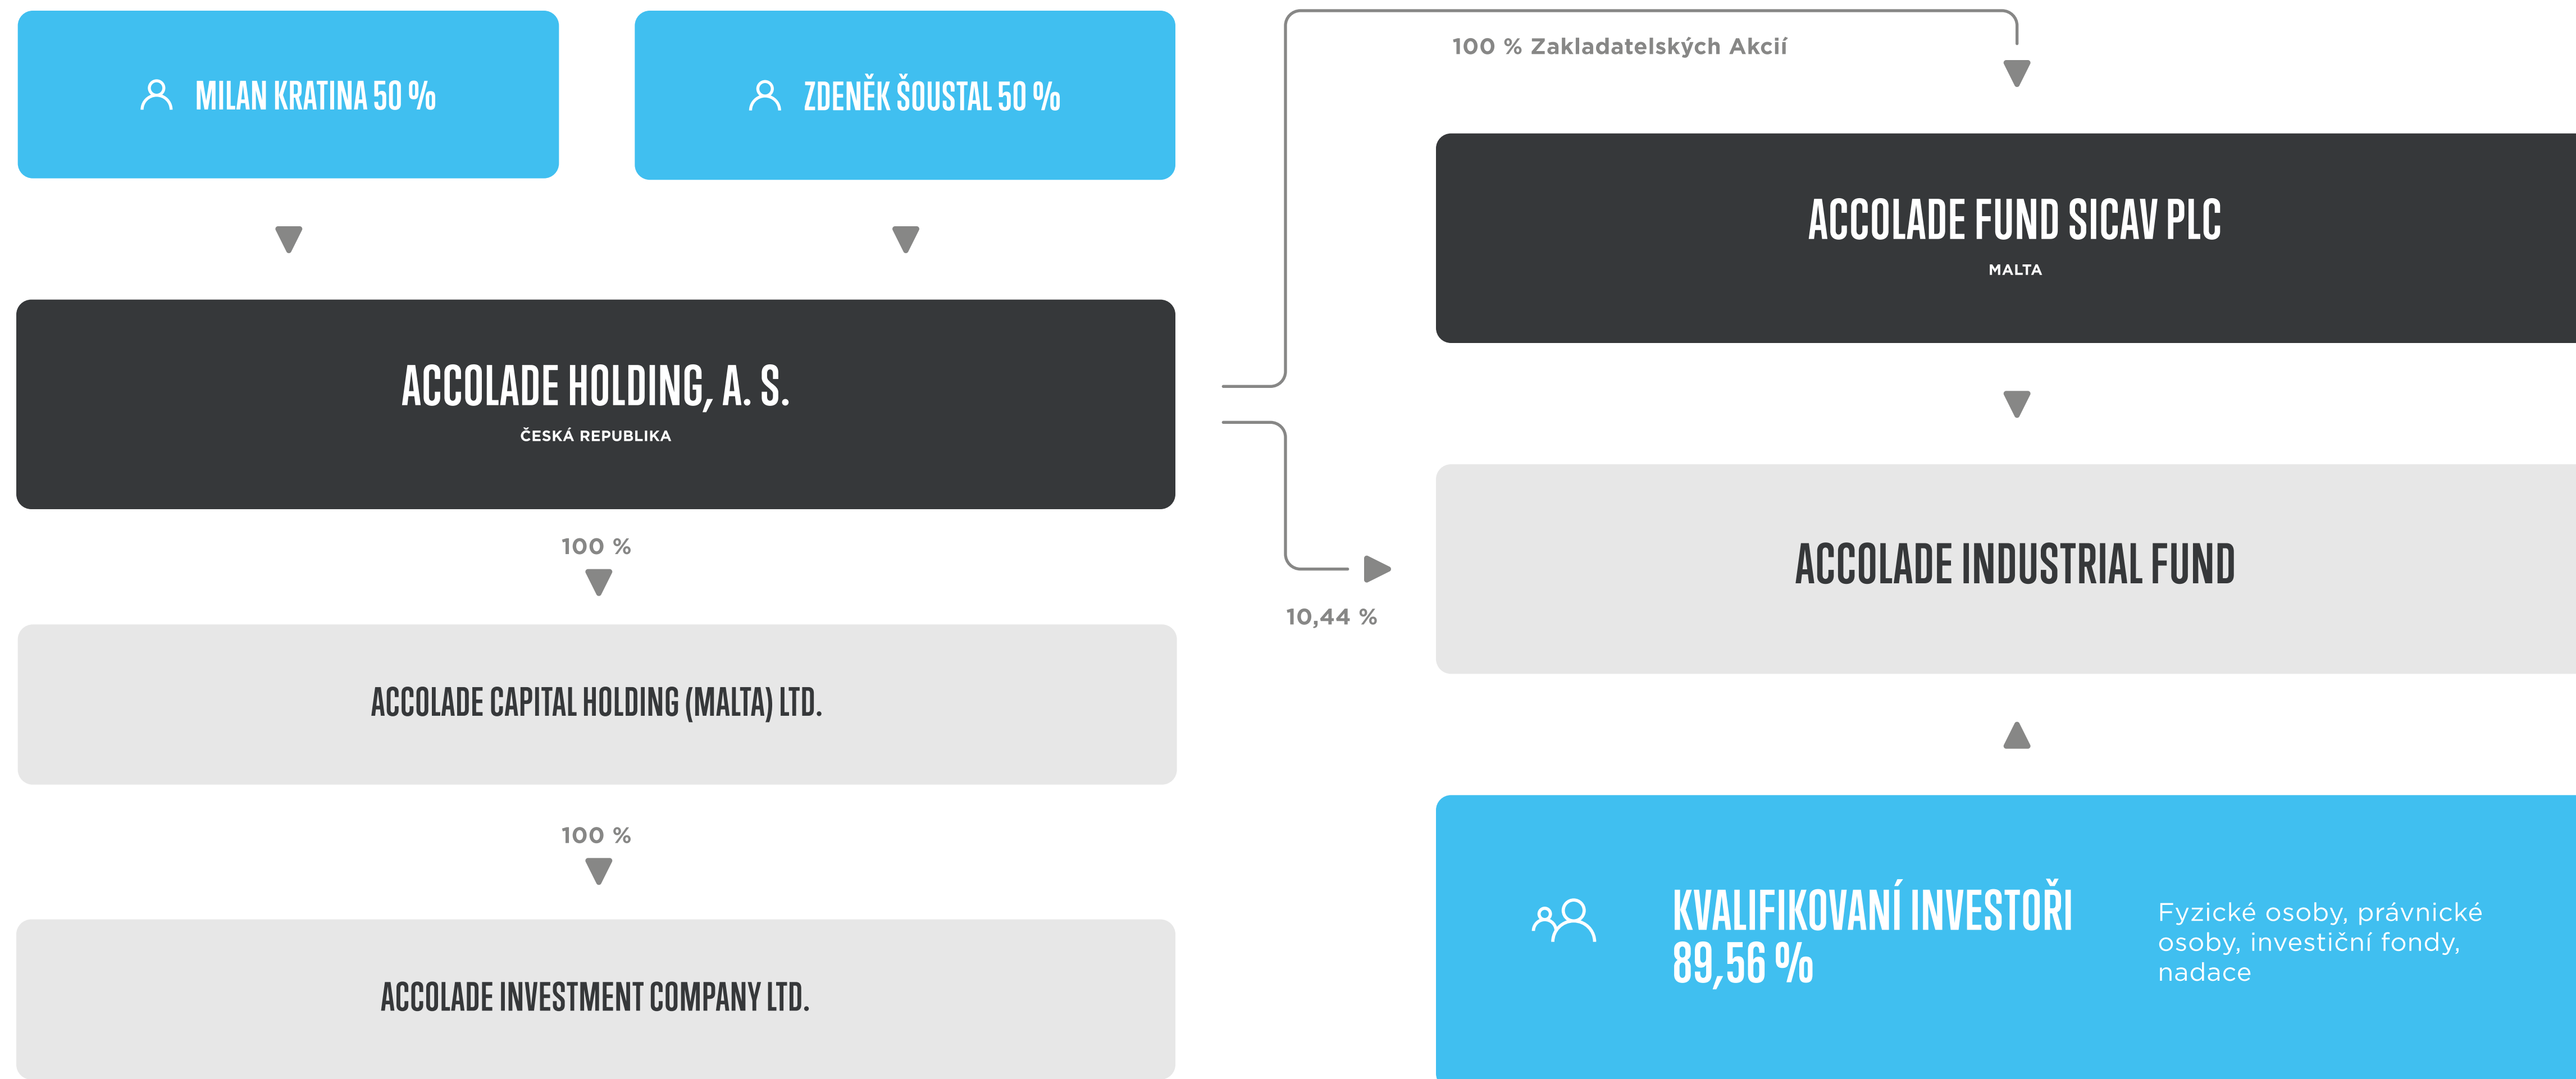 MILAN KRATINA 50 %
ZDENĚK ŠOUSTAL 50 %
ACCOLADE HOLDING, A. S.
ČESKÁ REPUBLIKA
100 %
ACCOLADE CAPITAL HOLDING (MALTA) LTD.
100 %
ACCOLADE INVESTMENT COMPANY LTD.
100 % Zakladatelských Akcií
ACCOLADE FUND SICAV PLC
MALTA
10,44 %
ACCOLADE INDUSTRIAL FUND
KVALIFIKOVANÍ INVESTOŘI
89,56 %
Fyzické osoby, právnické
osoby, investiční fondy,
nadace